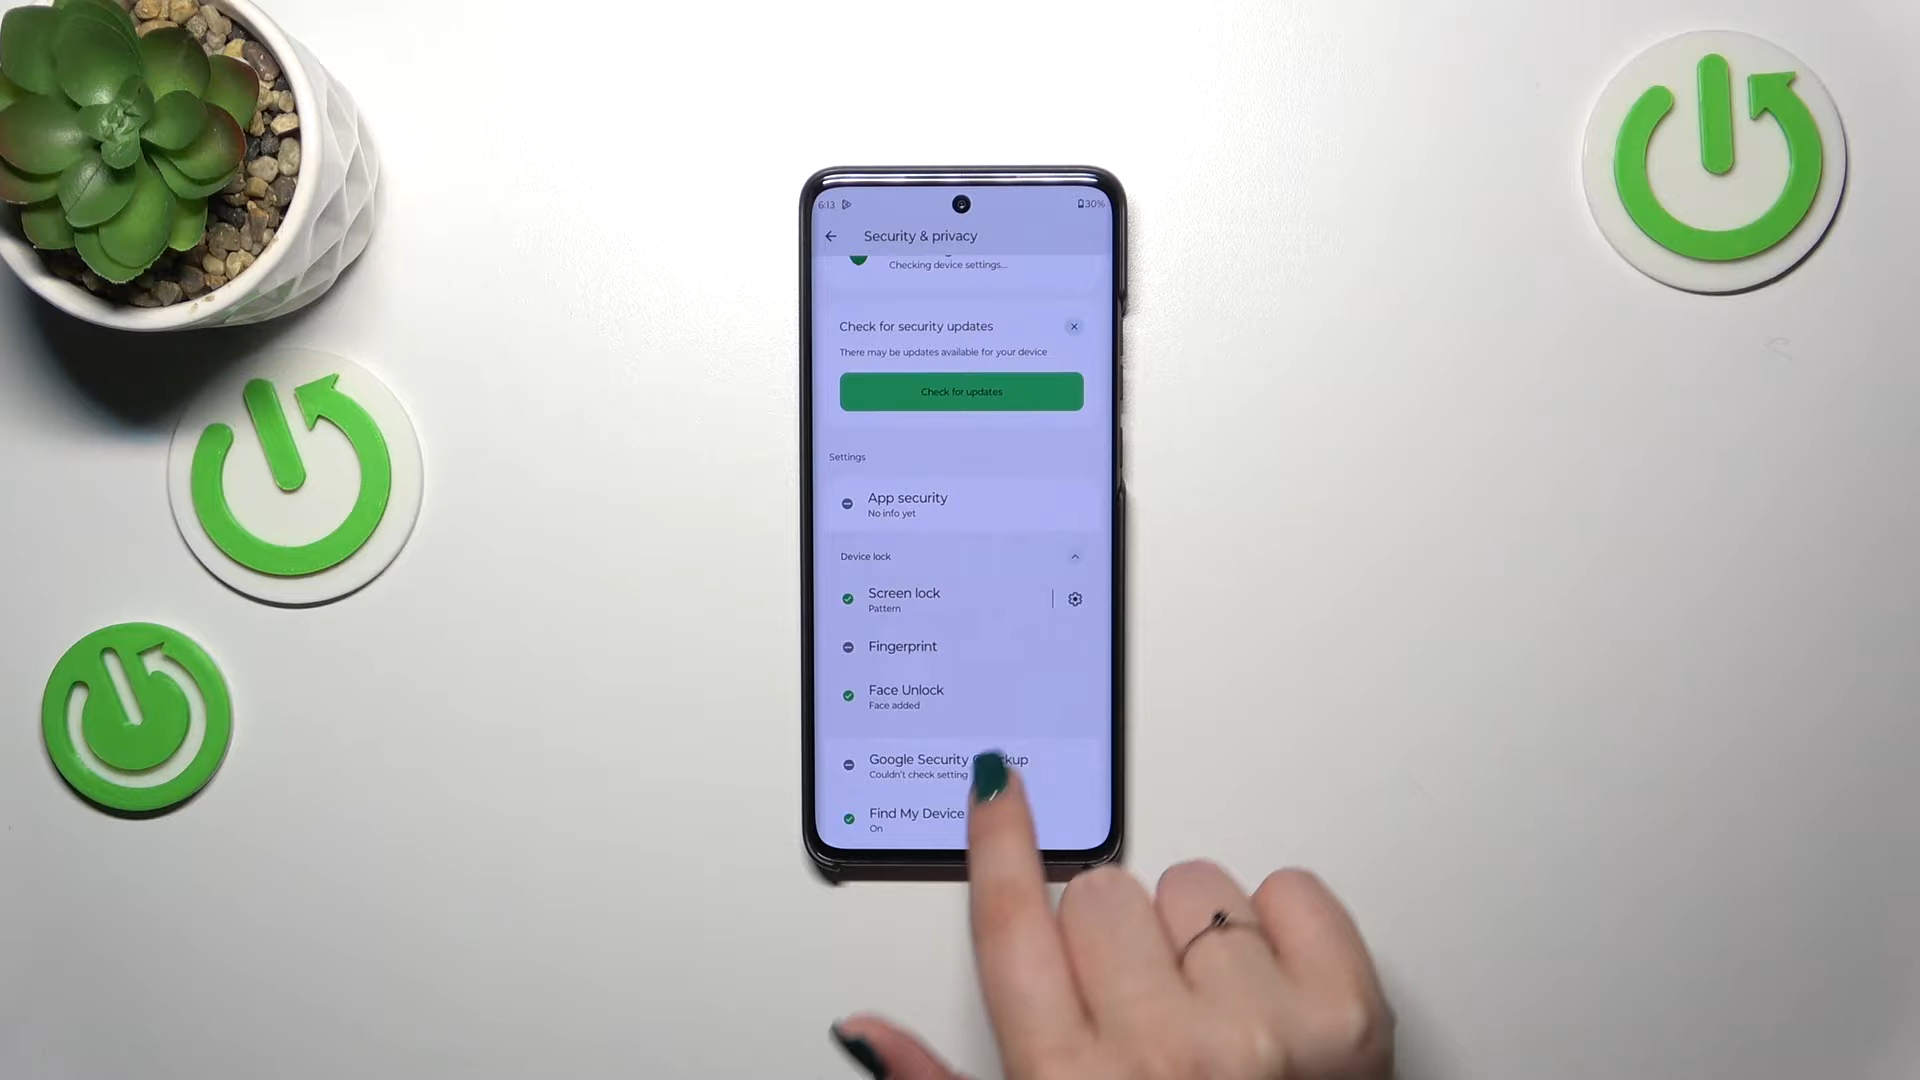 6:13
30%
Security & privacy
Checking device settings...
Check for security updates
There may be updates available for your device
Check for updates
Settings
App security
No info yet
Device lock
Screen lock
Pattern
Fingerprint
Face Unlock
Face added
Google Security
Couldn't check setting
Find My Device
On